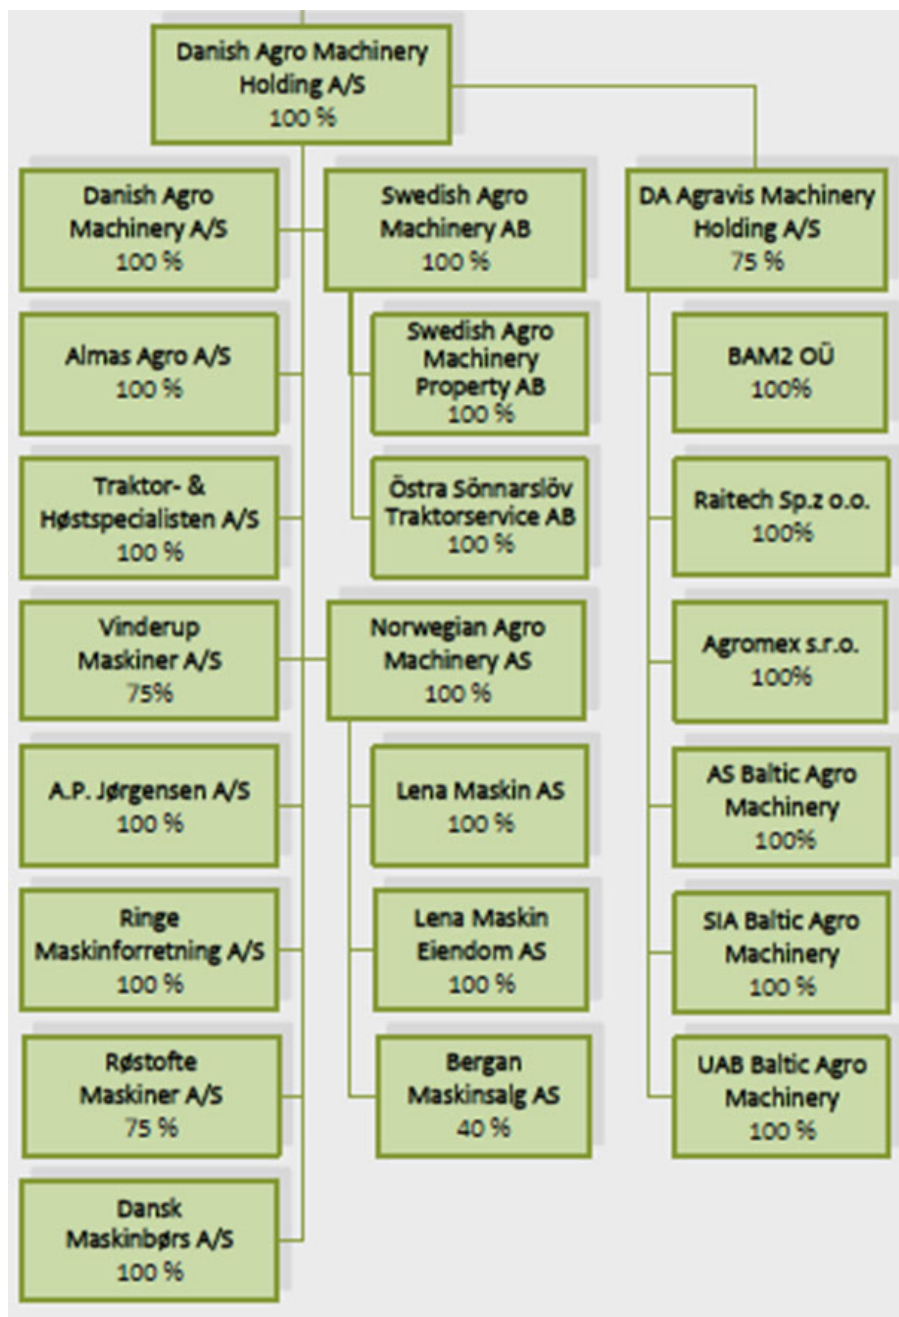 Danish Agro Machinery
Holding A/S
100 %
Danish Agro
Machinery A/S
100 %
Almas Agro A/S
100 %
Traktor- &
Høstspecialisten A/S
100 %
Vinderup
Maskiner A/S
75%
A.P. Jørgensen A/S
100 %
Ringe
Maskinforretning A/S
100 %
Røstofte
Maskiner A/S
75 %
Dansk
Maskinbørs A/S
100 %
Swedish Agro
Machinery AB
100 %
Swedish Agro
Machinery
Property AB
100 %
Östra Sönnarslöv
Traktorservice AB
100 %
Norwegian Agro
Machinery AS
100 %
Lena Maskin AS
100 %
Lena Maskin
Eiendom AS
100 %
Bergan
Maskinsalg AS
40 %
DA Agravis Machinery
Holding A/S
75 %
BAM2 OÜ
100%
Raitech Sp.z o.o.
100%
Agromex s.r.o.
100%
AS Baltic Agro
Machinery
100%
SIA Baltic Agro
Machinery
100 %
UAB Baltic Agro
Machinery
100 %